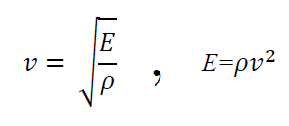 v = √(E/ρ) , E=ρv²